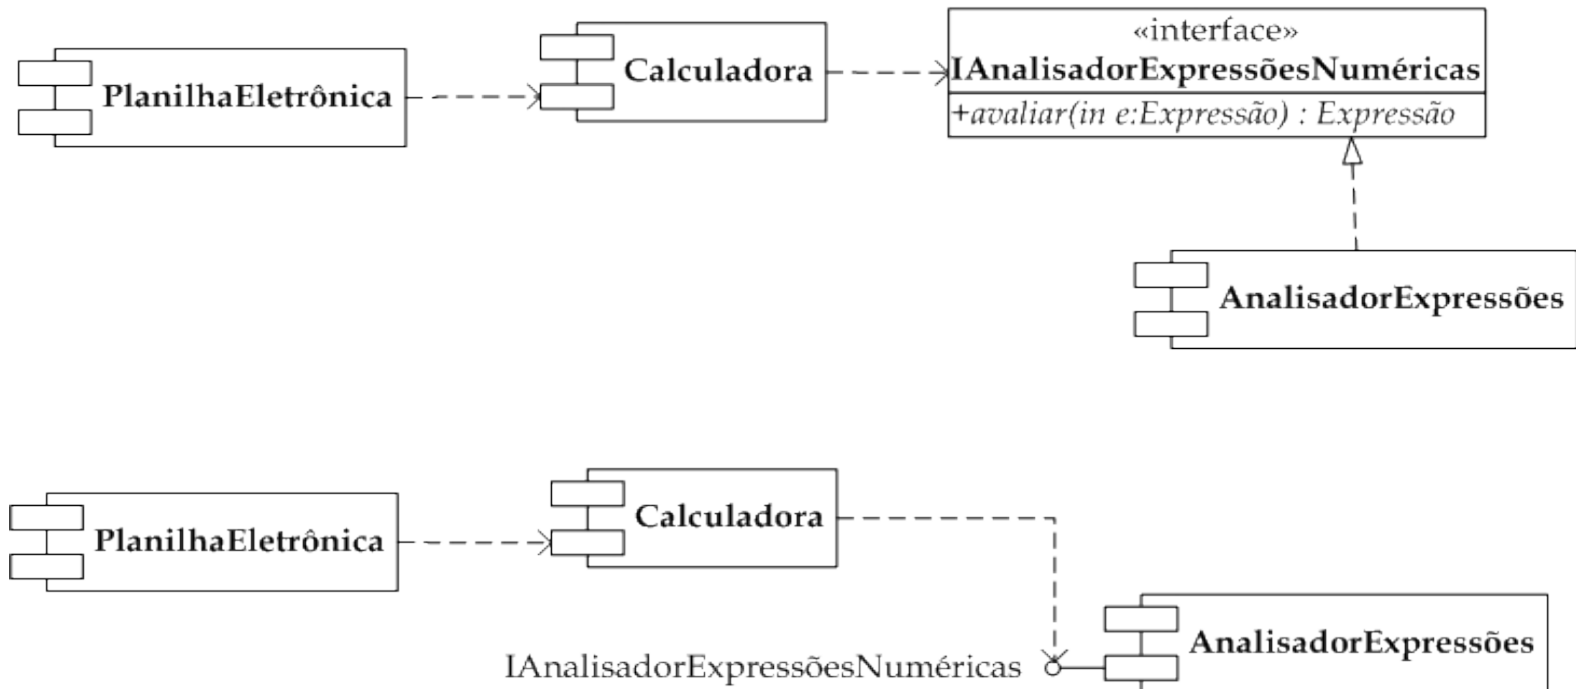 «interface»
IAnalisadorExpressõesNuméricas
+avaliar(in e:Expressão) : Expressão
PlanilhaEletrônica
Calculadora
AnalisadorExpressões
PlanilhaEletrônica
Calculadora
AnalisadorExpressões
IAnalisadorExpressõesNuméricas